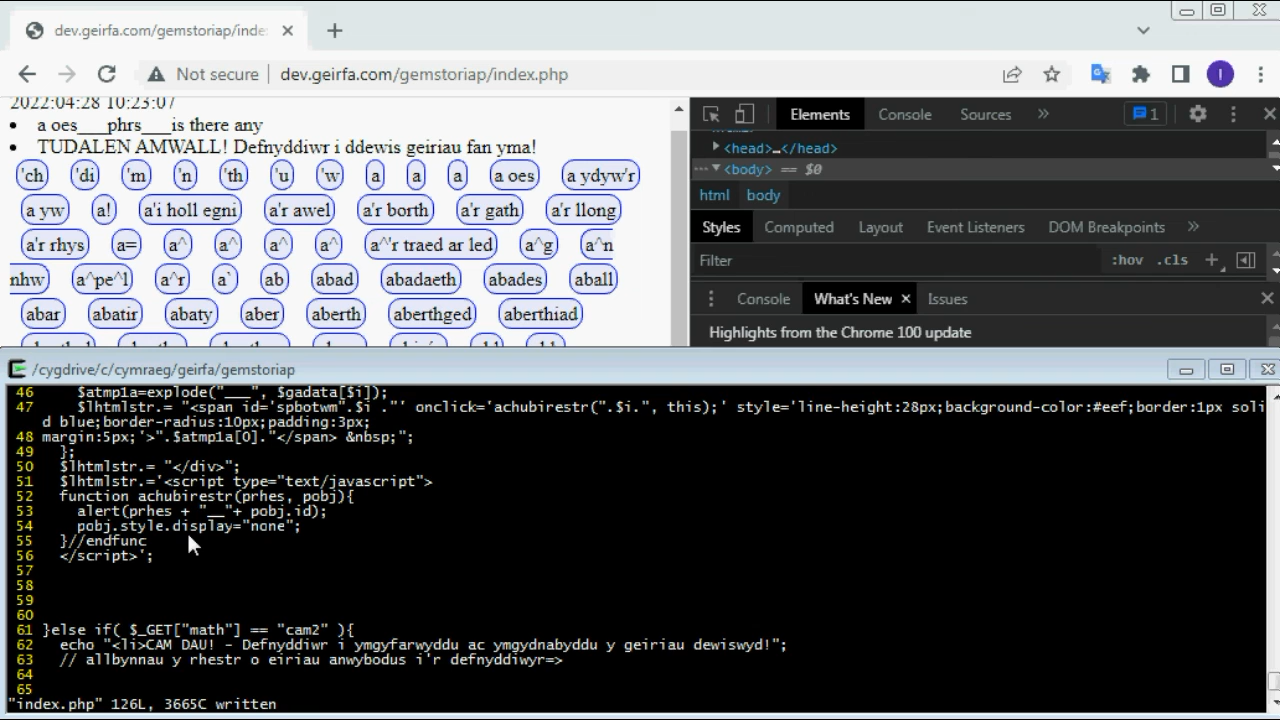 dev.geirfa.com/gemstoriap/inde
Not secure dev.geirfa.com/gemstoriap/index.php
I
2022:04:28 10:23:07
• a oes___phrs___is there any
• TUDALEN AMWALL! Defnyddiwr i ddewis geiriau fan yma!
'ch 'di 'm 'n 'th 'u 'w a a a a oes a ydyw'r
a yw a! a'i holl egni a'r awel a'r borth a'r gath a'r llong
a'r rhys a= a^ a^ a^ a^ a^'r traed ar led a^g a^n
nhw a^pe^l a^r a` ab abad abadaeth abades aball
abar abatir abaty aber aberth aberthged aberthiad
Elements Console Sources » 1
<head>…</head>
<body> == $0
html body
Styles Computed Layout Event Listeners DOM Breakpoints »
Filter :hov .cls +
Console What's New × Issues
Highlights from the Chrome 100 update
/cygdrive/c/cymraeg/geirfa/gemstoriap
46 $atmp1a=explode("___", $gadata[$i]);
47 $lhtmlstr.= "<span id='spbotwm".$i ."' onclick='achubirestr(".$i.", this);' style='line-height:28px;background-color:#eef;border:1px soli
d blue;border-radius:10px;padding:3px;
48 margin:5px;'>".$atmp1a[0]."</span> &nbsp;";
49 };
50 $lhtmlstr.= "</div>";
51 $lhtmlstr.='<script type="text/javascript">
52 function achubirestr(prhes, pobj){
53 alert(prhes + "__"+ pobj.id);
54 pobj.style.display="none";
55 }//endfunc
56 </script>';
57
58
59
60
61 }else if( $_GET["math"] == "cam2" ){
62 echo "<li>CAM DAU! - Defnyddiwr i ymgyfarwyddu ac ymgydnabyddu y geiriau dewiswyd!";
63 // allbynnau y rhestr o eiriau anwybodus i'r defnyddiwyr=>
64
65
"index.php" 126L, 3665C written